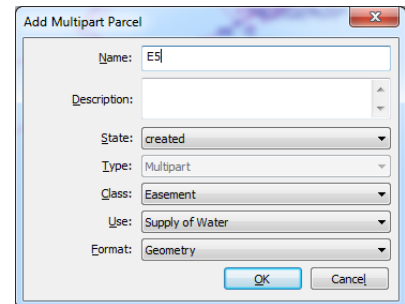 Add Multipart Parcel
Name: E5
Description:
State: created
Type: Multipart
Class: Easement
Use: Supply of Water
Format: Geometry
OK Cancel